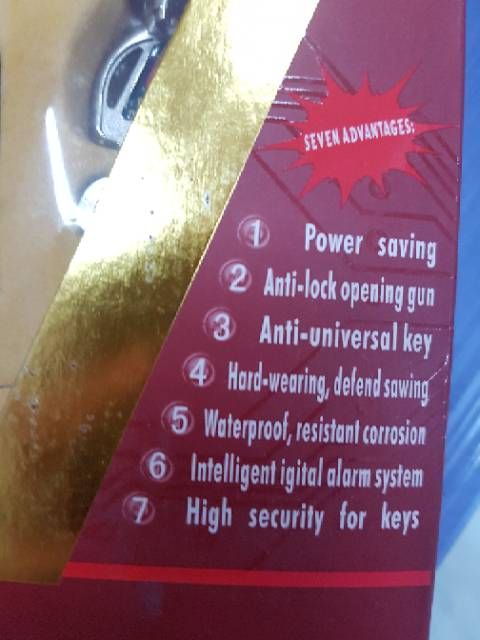 SEVEN ADVANTAGES:
1 Power saving
2 Anti-lock opening gun
3 Anti-universal key
4 Hard-wearing, defend sawing
5 Waterproof, resistant corrosion
6 Intelligent igital alarm system
7 High security for keys